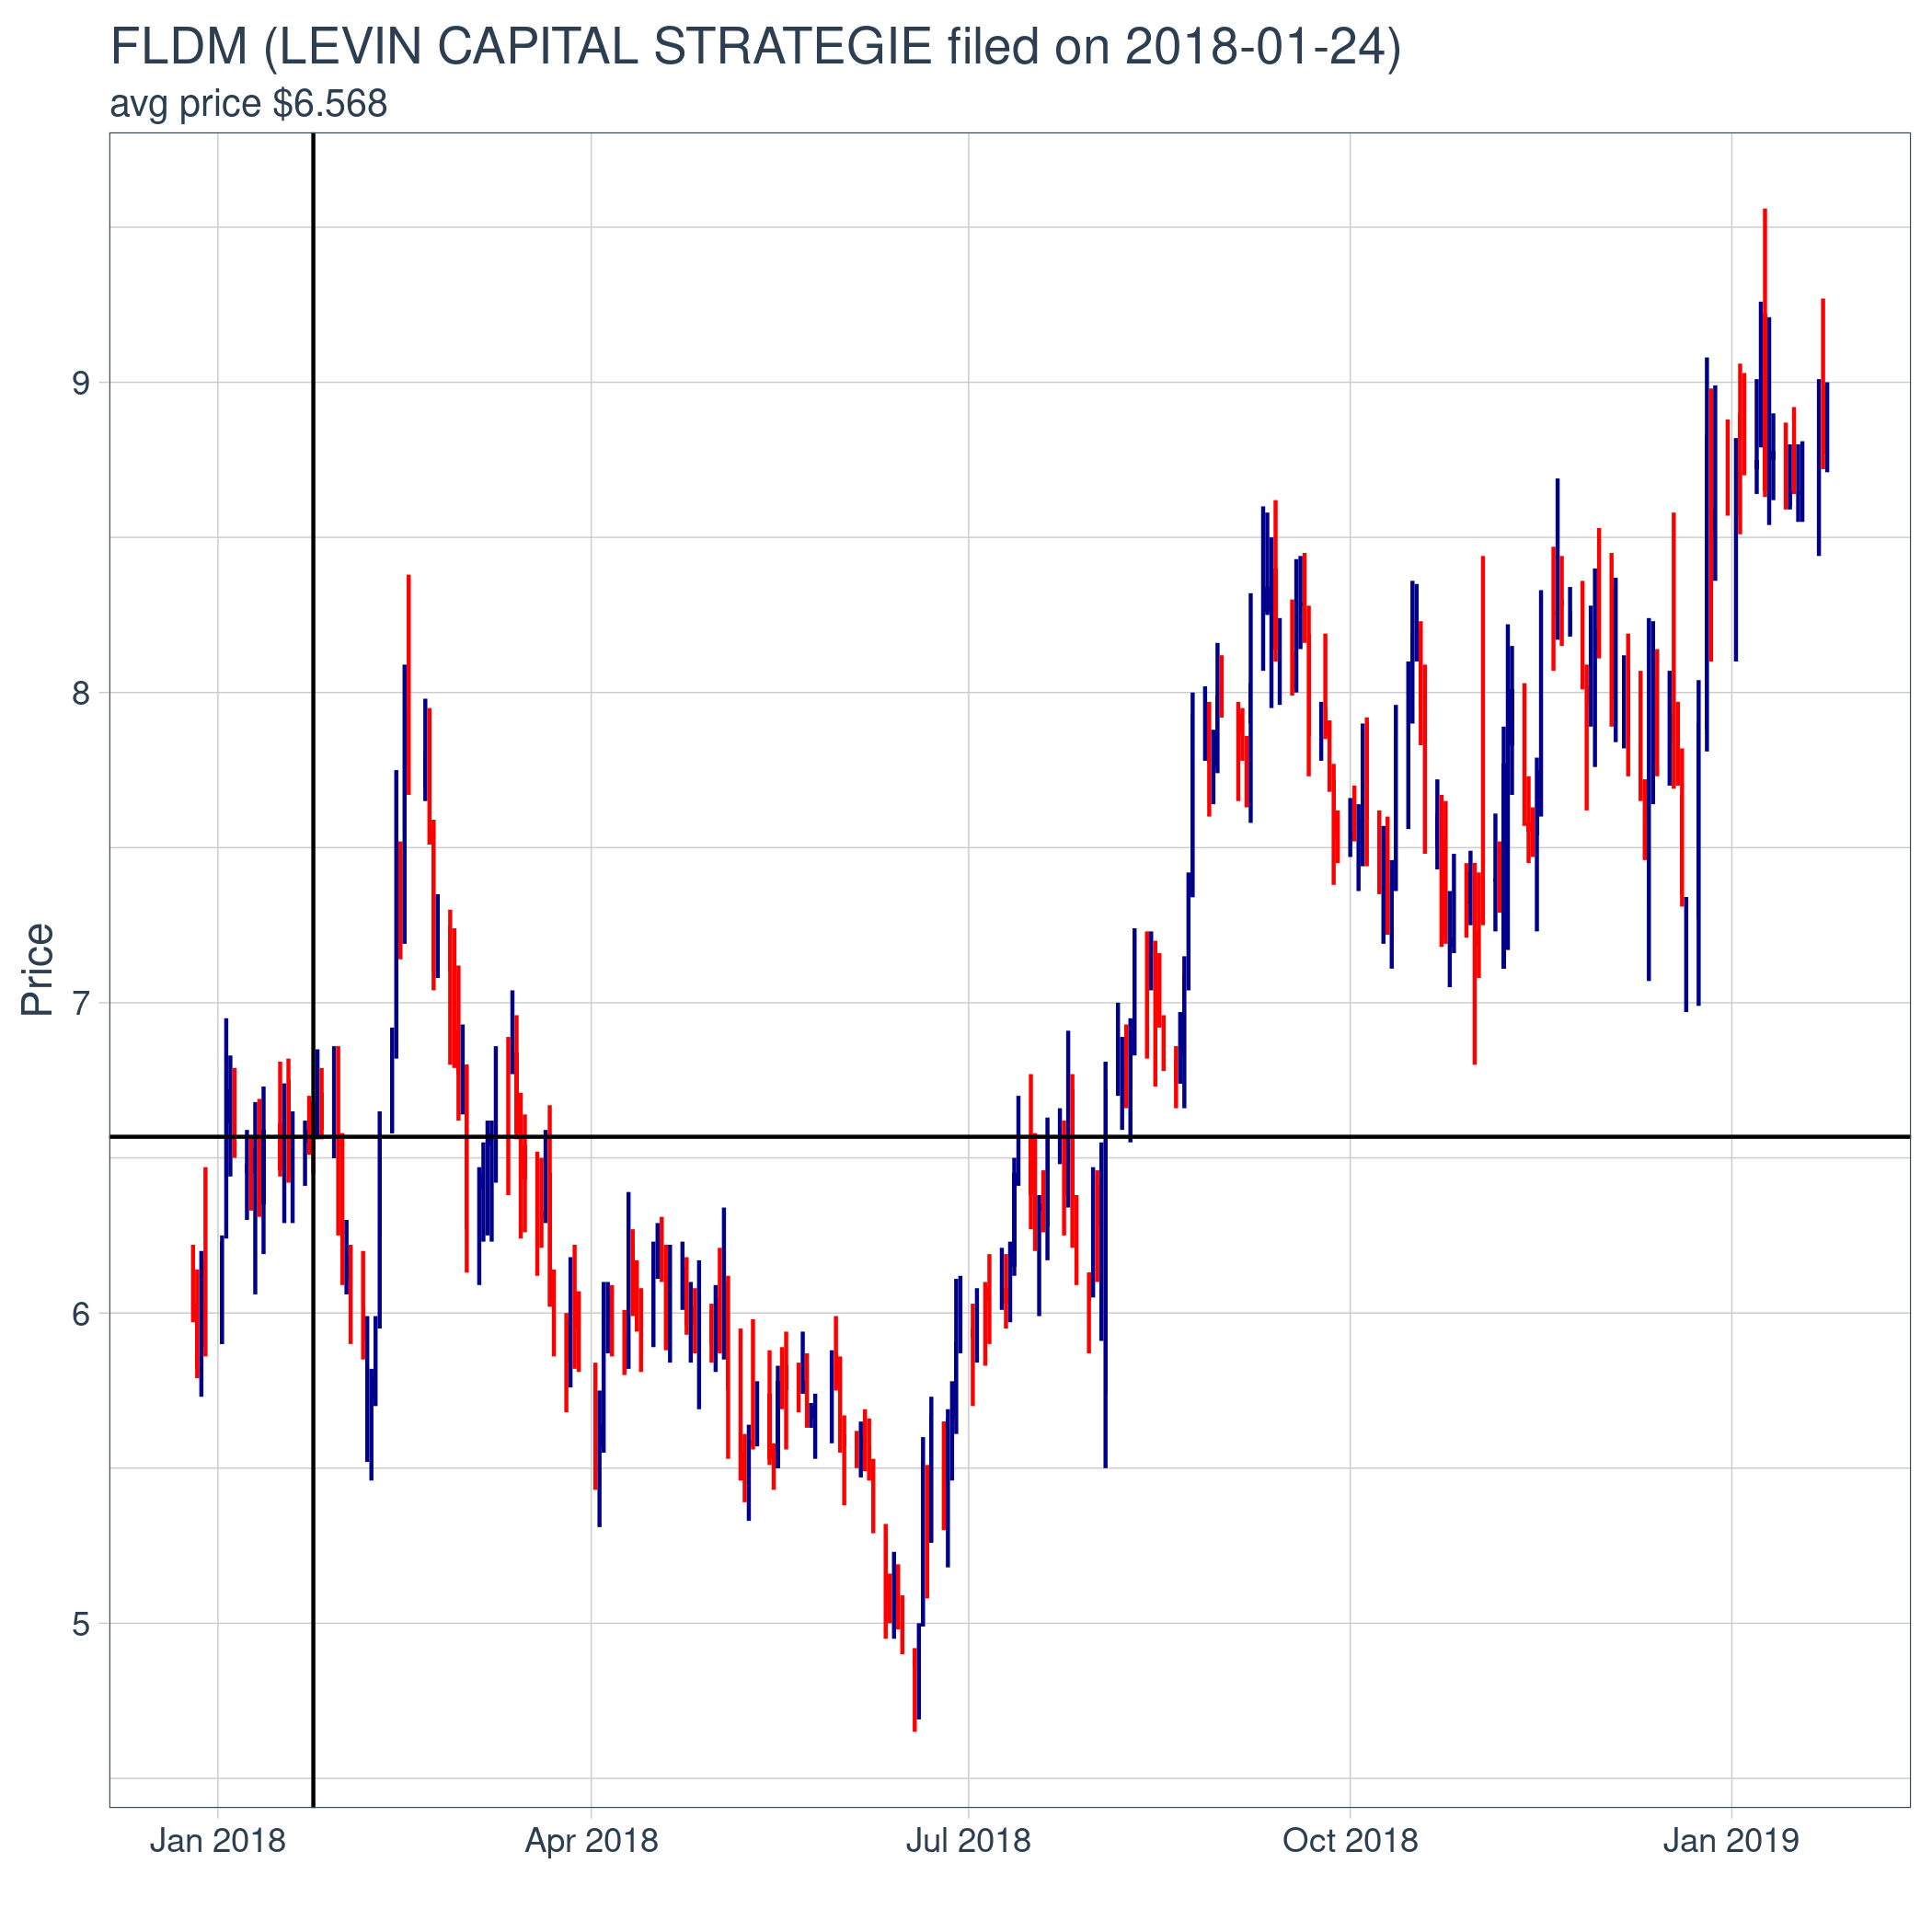 FLDM (LEVIN CAPITAL STRATEGIE filed on 2018-01-24)
avg price $6.568
9
8
7
6
5
Price
Jan 2018
Apr 2018
Jul 2018
Oct 2018
Jan 2019